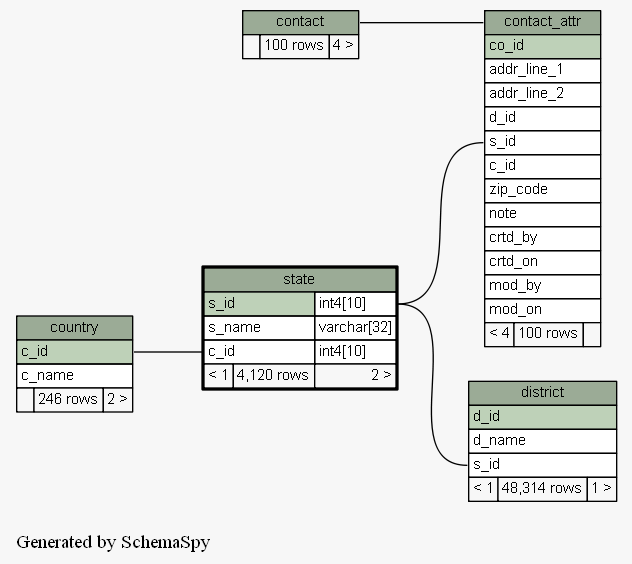 contact
100 rows 4 >
contact_attr
co_id
addr_line_1
addr_line_2
d_id
s_id
c_id
zip_code
note
crtd_by
crtd_on
mod_by
mod_on
< 4 100 rows
state
s_id int4[10]
s_name varchar[32]
c_id int4[10]
< 1 4,120 rows 2 >
country
c_id
c_name
246 rows 2 >
district
d_id
d_name
s_id
< 1 48,314 rows 1 >
Generated by SchemaSpy